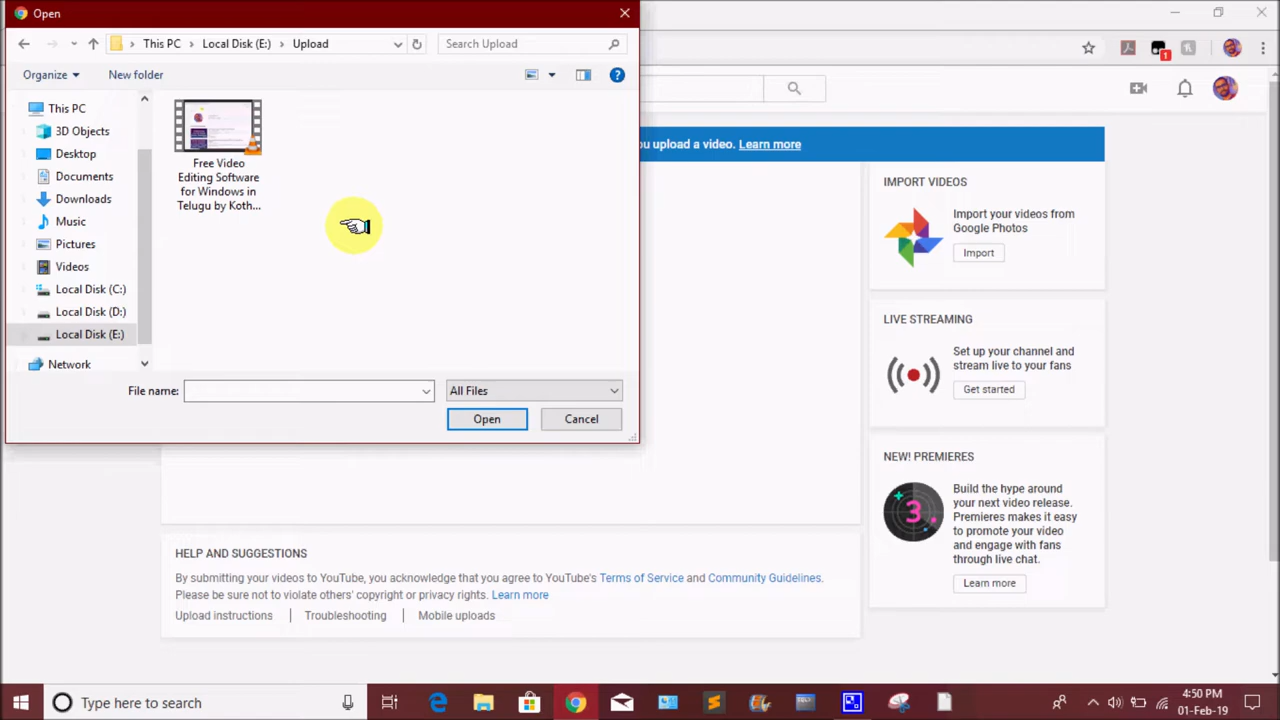 Open
This PC
Local Disk (E:)
Upload
Search Upload
Organize
New folder
This PC
3D Objects
Desktop
Documents
Downloads
Music
Pictures
Videos
Local Disk (C:)
Local Disk (D:)
Local Disk (E:)
Network
Free Video
Editing Software
for Windows in
Telugu by Koth...
File name:
All Files
Open
Cancel
1
ou upload a video. Learn more
IMPORT VIDEOS
Import your videos from
Google Photos
Import
LIVE STREAMING
Set up your channel and
stream live to your fans
Get started
NEW! PREMIERES
3
Build the hype around
your next video release.
Premieres makes it easy
to promote your video
and engage with fans
through live chat.
Learn more
HELP AND SUGGESTIONS
By submitting your videos to YouTube, you acknowledge that you agree to YouTube's Terms of Service and Community Guidelines.
Please be sure not to violate others' copyright or privacy rights. Learn more
Upload instructions | Troubleshooting | Mobile uploads
Type here to search
4:50 PM
01-Feb-19